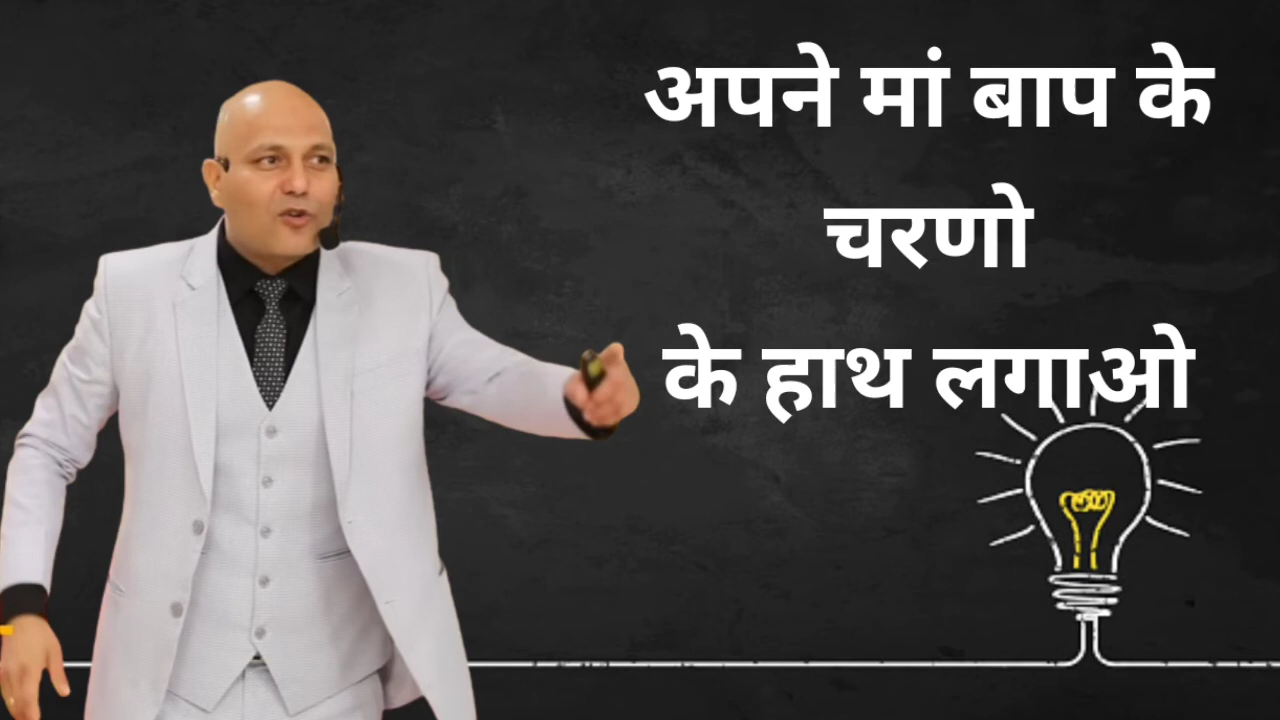 अपने मां बाप के
चरणो
के हाथ लगाओ